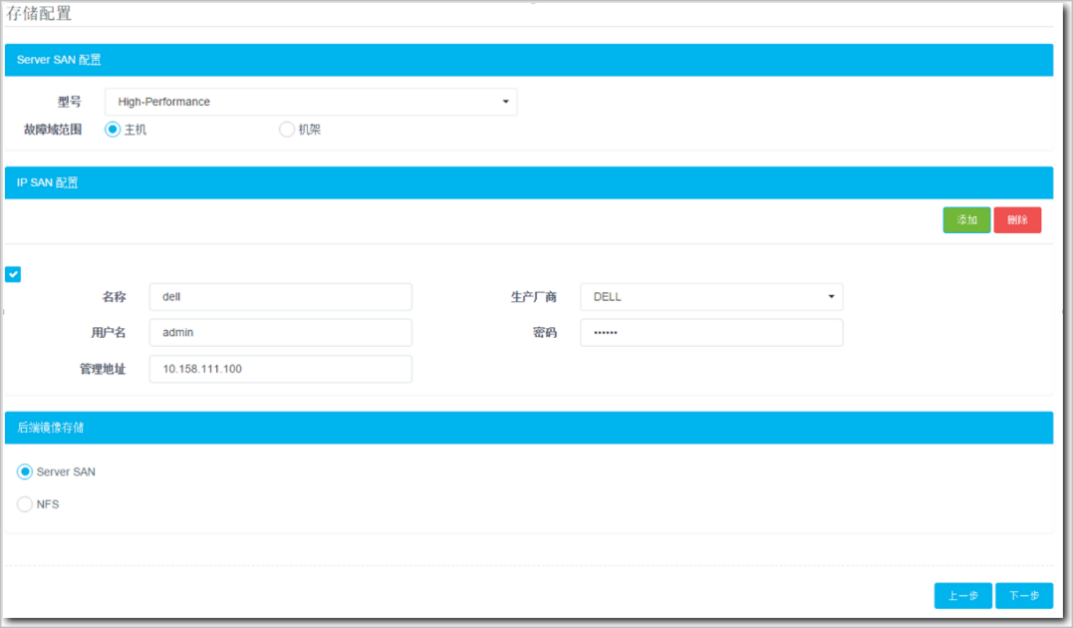 存储配置
Server SAN 配置
型号 High-Performance
故障域范围 主机 机架
IP SAN 配置
添加 删除
名称 dell 生产厂商 DELL
用户名 admin 密码 ••••••
管理地址 10.158.111.100
后端镜像存储
Server SAN
NFS
上一步 下一步